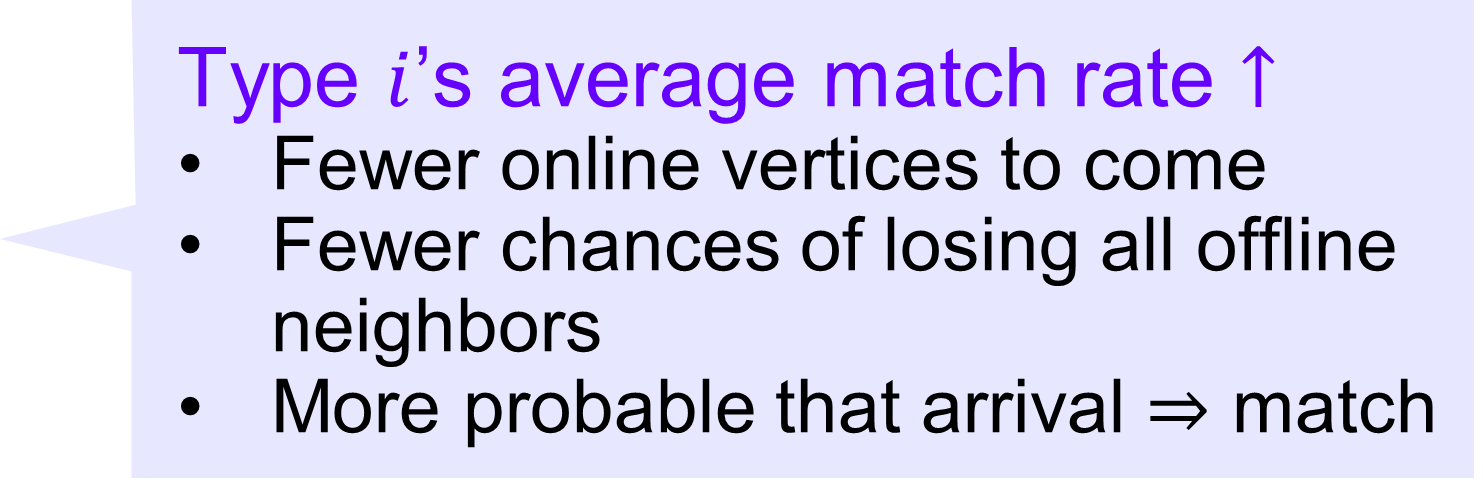 Type 𝑖’s average match rate ↑
• Fewer online vertices to come
• Fewer chances of losing all offline
neighbors
• More probable that arrival ⇒ match